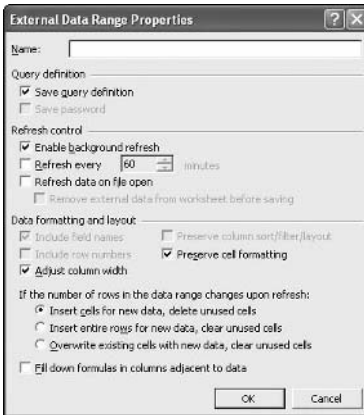 External Data Range Properties
Name:
Query definition
Save query definition
Save password
Refresh control
Enable background refresh
Refresh every 60 minutes
Refresh data on file open
Remove external data from worksheet before saving
Data formatting and layout
Include field names Preserve column sort/filter/layout
Include row numbers Preserve cell formatting
Adjust column width
If the number of rows in the data range changes upon refresh:
Insert cells for new data, delete unused cells
Insert entire rows for new data, clear unused cells
Overwrite existing cells with new data, clear unused cells
Fill down formulas in columns adjacent to data
OK Cancel